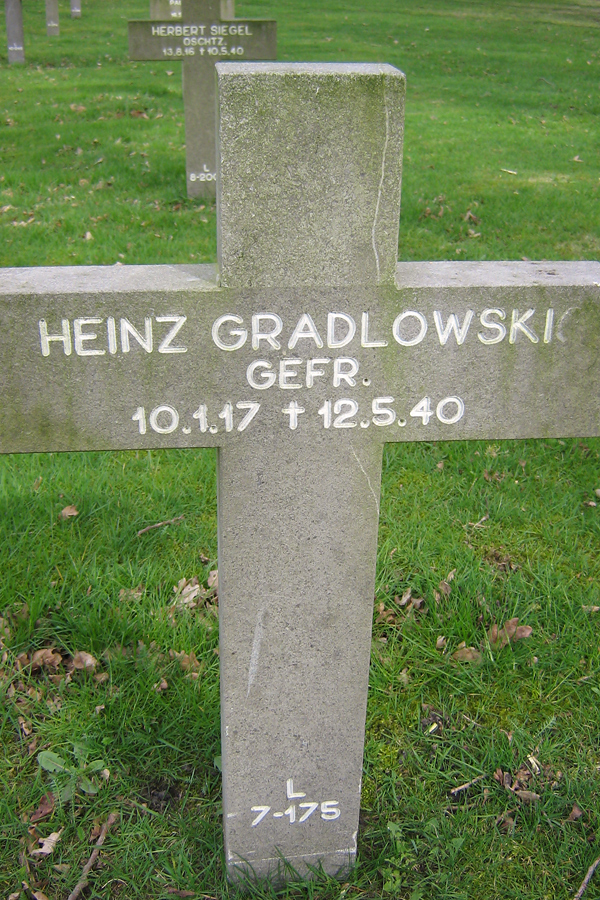 HERBERT SIEGEL
OSCHTZ.
13.8.16 † 10.5.40
L
HEINZ GRADLOWSKI
GEFR.
10.1.17 † 12.5.40
L
7-175